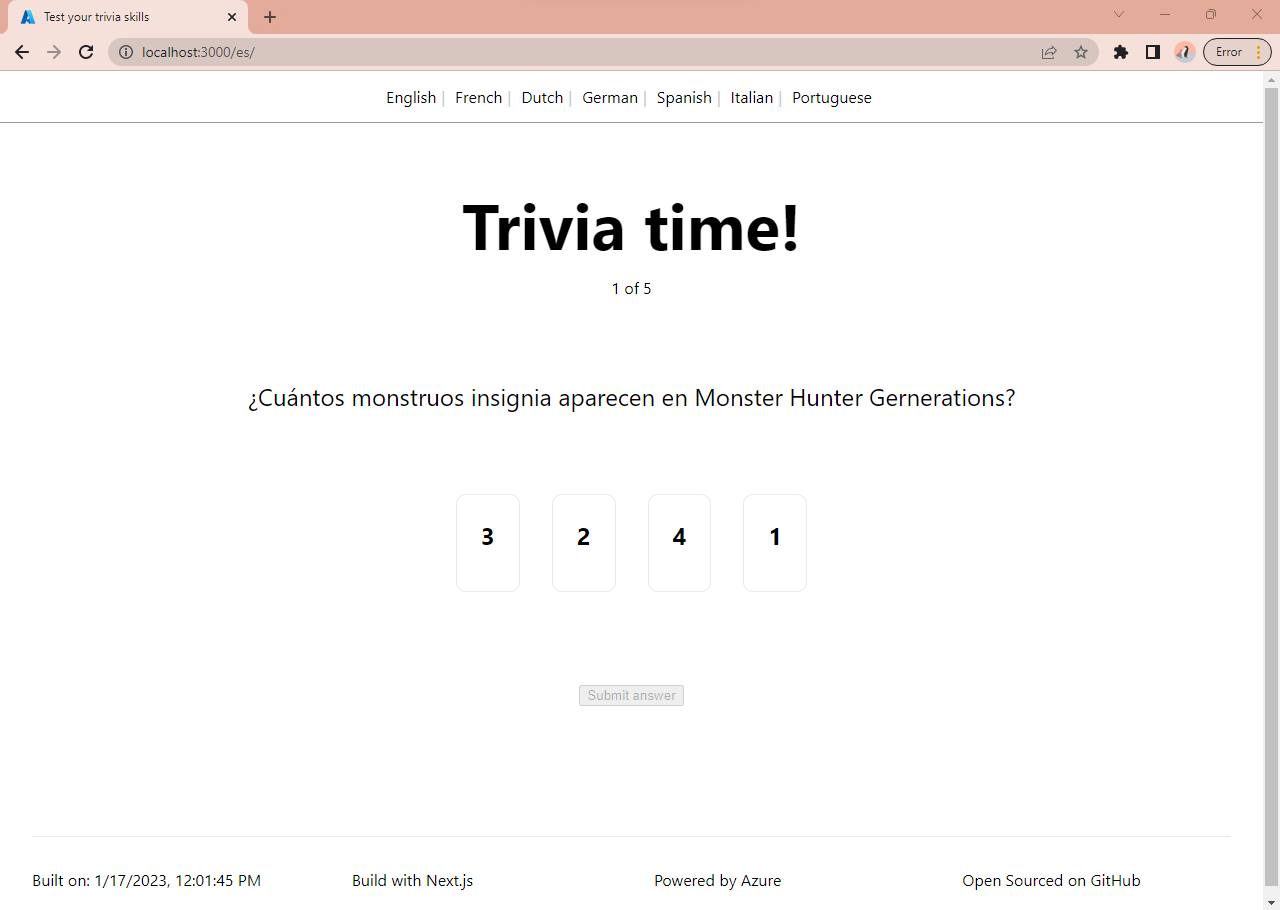 Test your trivia skills
localhost:3000/es/
Error
English | French | Dutch | German | Spanish | Italian | Portuguese
Trivia time!
1 of 5
¿Cuántos monstruos insignia aparecen en Monster Hunter Gernerations?
3 2 4 1
Submit answer
Built on: 1/17/2023, 12:01:45 PM Build with Next.js Powered by Azure Open Sourced on GitHub